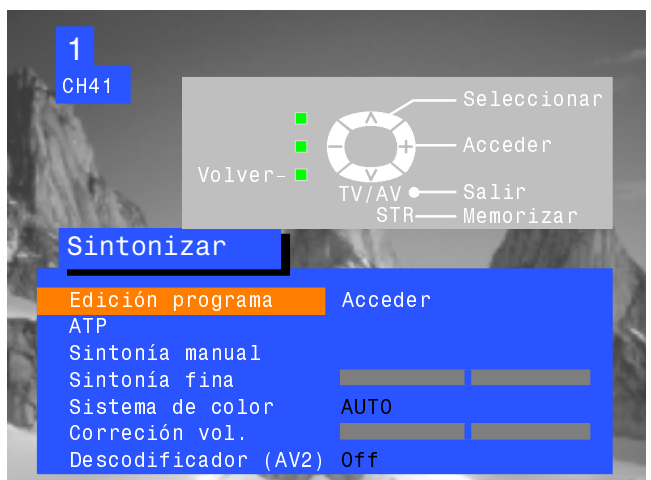 1
CH41
Seleccionar
Acceder
Volver-
TV/AV Salir
STR Memorizar
Sintonizar
Edición programa Acceder
ATP
Sintonía manual
Sintonía fina
Sistema de color AUTO
Correción vol.
Descodificador (AV2) Off